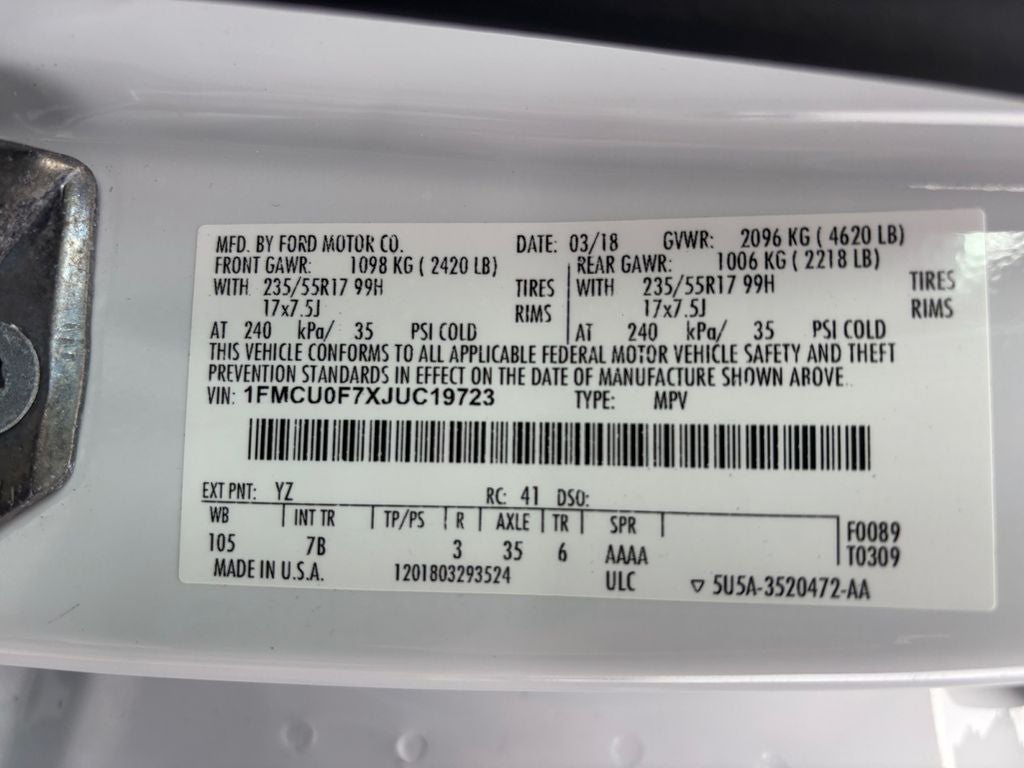 MFD. BY FORD MOTOR CO. DATE: 03/18 GVWR: 2096 KG ( 4620 LB)
FRONT GAWR: 1098 KG ( 2420 LB) REAR GAWR: 1006 KG ( 2218 LB)
WITH 235/55R17 99H TIRES WITH 235/55R17 99H TIRES
17x7.5J RIMS 17x7.5J RIMS
AT 240 kPa/ 35 PSI COLD AT 240 kPa/ 35 PSI COLD
THIS VEHICLE CONFORMS TO ALL APPLICABLE FEDERAL MOTOR VEHICLE SAFETY AND THEFT
PREVENTION STANDARDS IN EFFECT ON THE DATE OF MANUFACTURE SHOWN ABOVE.
VIN: 1FMCU0F7XJUC19723 TYPE: MPV
EXT PNT: YZ RC: 41 DSO:
WB INT TR TP/PS R AXLE TR SPR F0089
105 7B 3 35 6 AAAA T0309
MADE IN U.S.A. 1201803293524 ULC ▽ 5U5A-3520472-AA